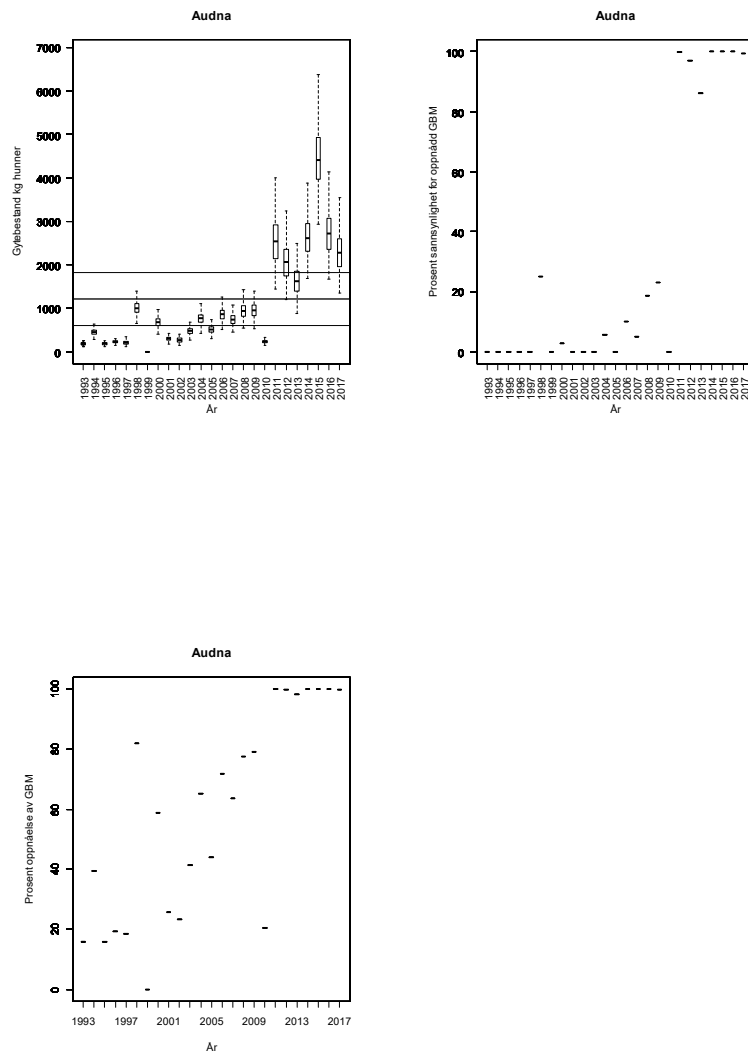 Audna
7000
6000
5000
4000
3000
2000
1000
0
Gytebestand kg hunner
1993 1994 1995 1996 1997 1998 1999 2000 2001 2002 2003 2004 2005 2006 2007 2008 2009 2010 2011 2012 2013 2014 2015 2016 2017
År
Audna
100
80
60
40
20
0
Prosent sannsynlighet for oppnådd GBM
1993 1994 1995 1996 1997 1998 1999 2000 2001 2002 2003 2004 2005 2006 2007 2008 2009 2010 2011 2012 2013 2014 2015 2016 2017
År
Audna
100
80
60
40
20
0
Prosent oppnåelse av GBM
1993 1997 2001 2005 2009 2013 2017
År